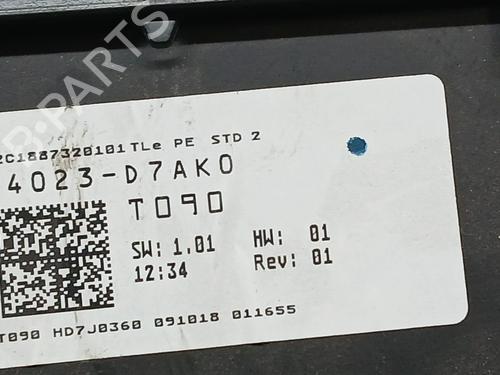 2C1887320101TLe PE STD 2
4023-D7AK0
T090
SW: 1.01 HW: 01
12:34 Rev: 01
T090 HD7J0360 091018 011655
B-PARTS